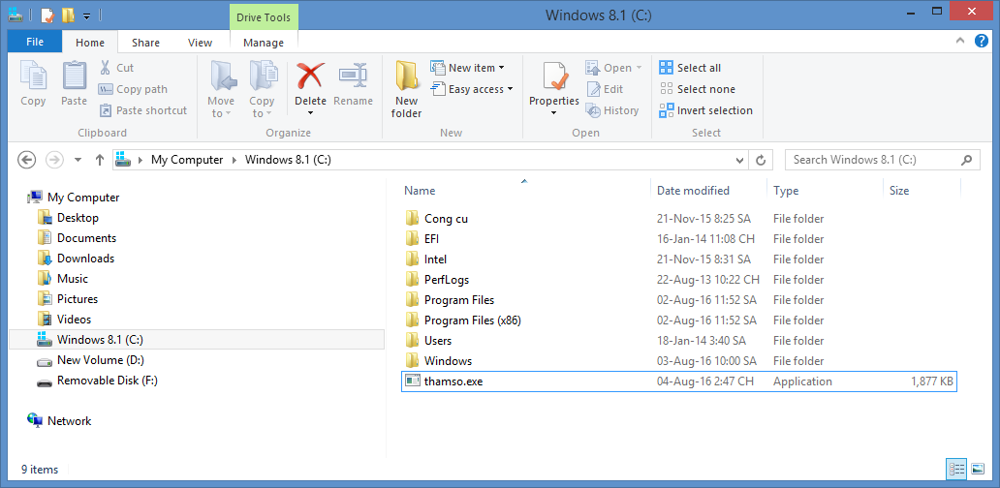 Drive Tools
Windows 8.1 (C:)
File Home Share View Manage
Copy
Paste
Cut
Copy path
Paste shortcut
Clipboard
Move to
Copy to
Delete
Rename
Organize
New folder
New item
Easy access
New
Properties
Open
Edit
History
Open
Select all
Select none
Invert selection
Select
My Computer Windows 8.1 (C:)
Search Windows 8.1 (C:)
My Computer
Desktop
Documents
Downloads
Music
Pictures
Videos
Windows 8.1 (C:)
New Volume (D:)
Removable Disk (F:)
Network
Name Date modified Type Size
Cong cu 21-Nov-15 8:25 SA File folder
EFI 16-Jan-14 11:08 CH File folder
Intel 21-Nov-15 8:31 SA File folder
PerfLogs 22-Aug-13 10:22 CH File folder
Program Files 02-Aug-16 11:52 SA File folder
Program Files (x86) 02-Aug-16 11:52 SA File folder
Users 18-Jan-14 3:40 SA File folder
Windows 03-Aug-16 10:00 SA File folder
thamso.exe 04-Aug-16 2:47 CH Application 1,877 KB
9 items